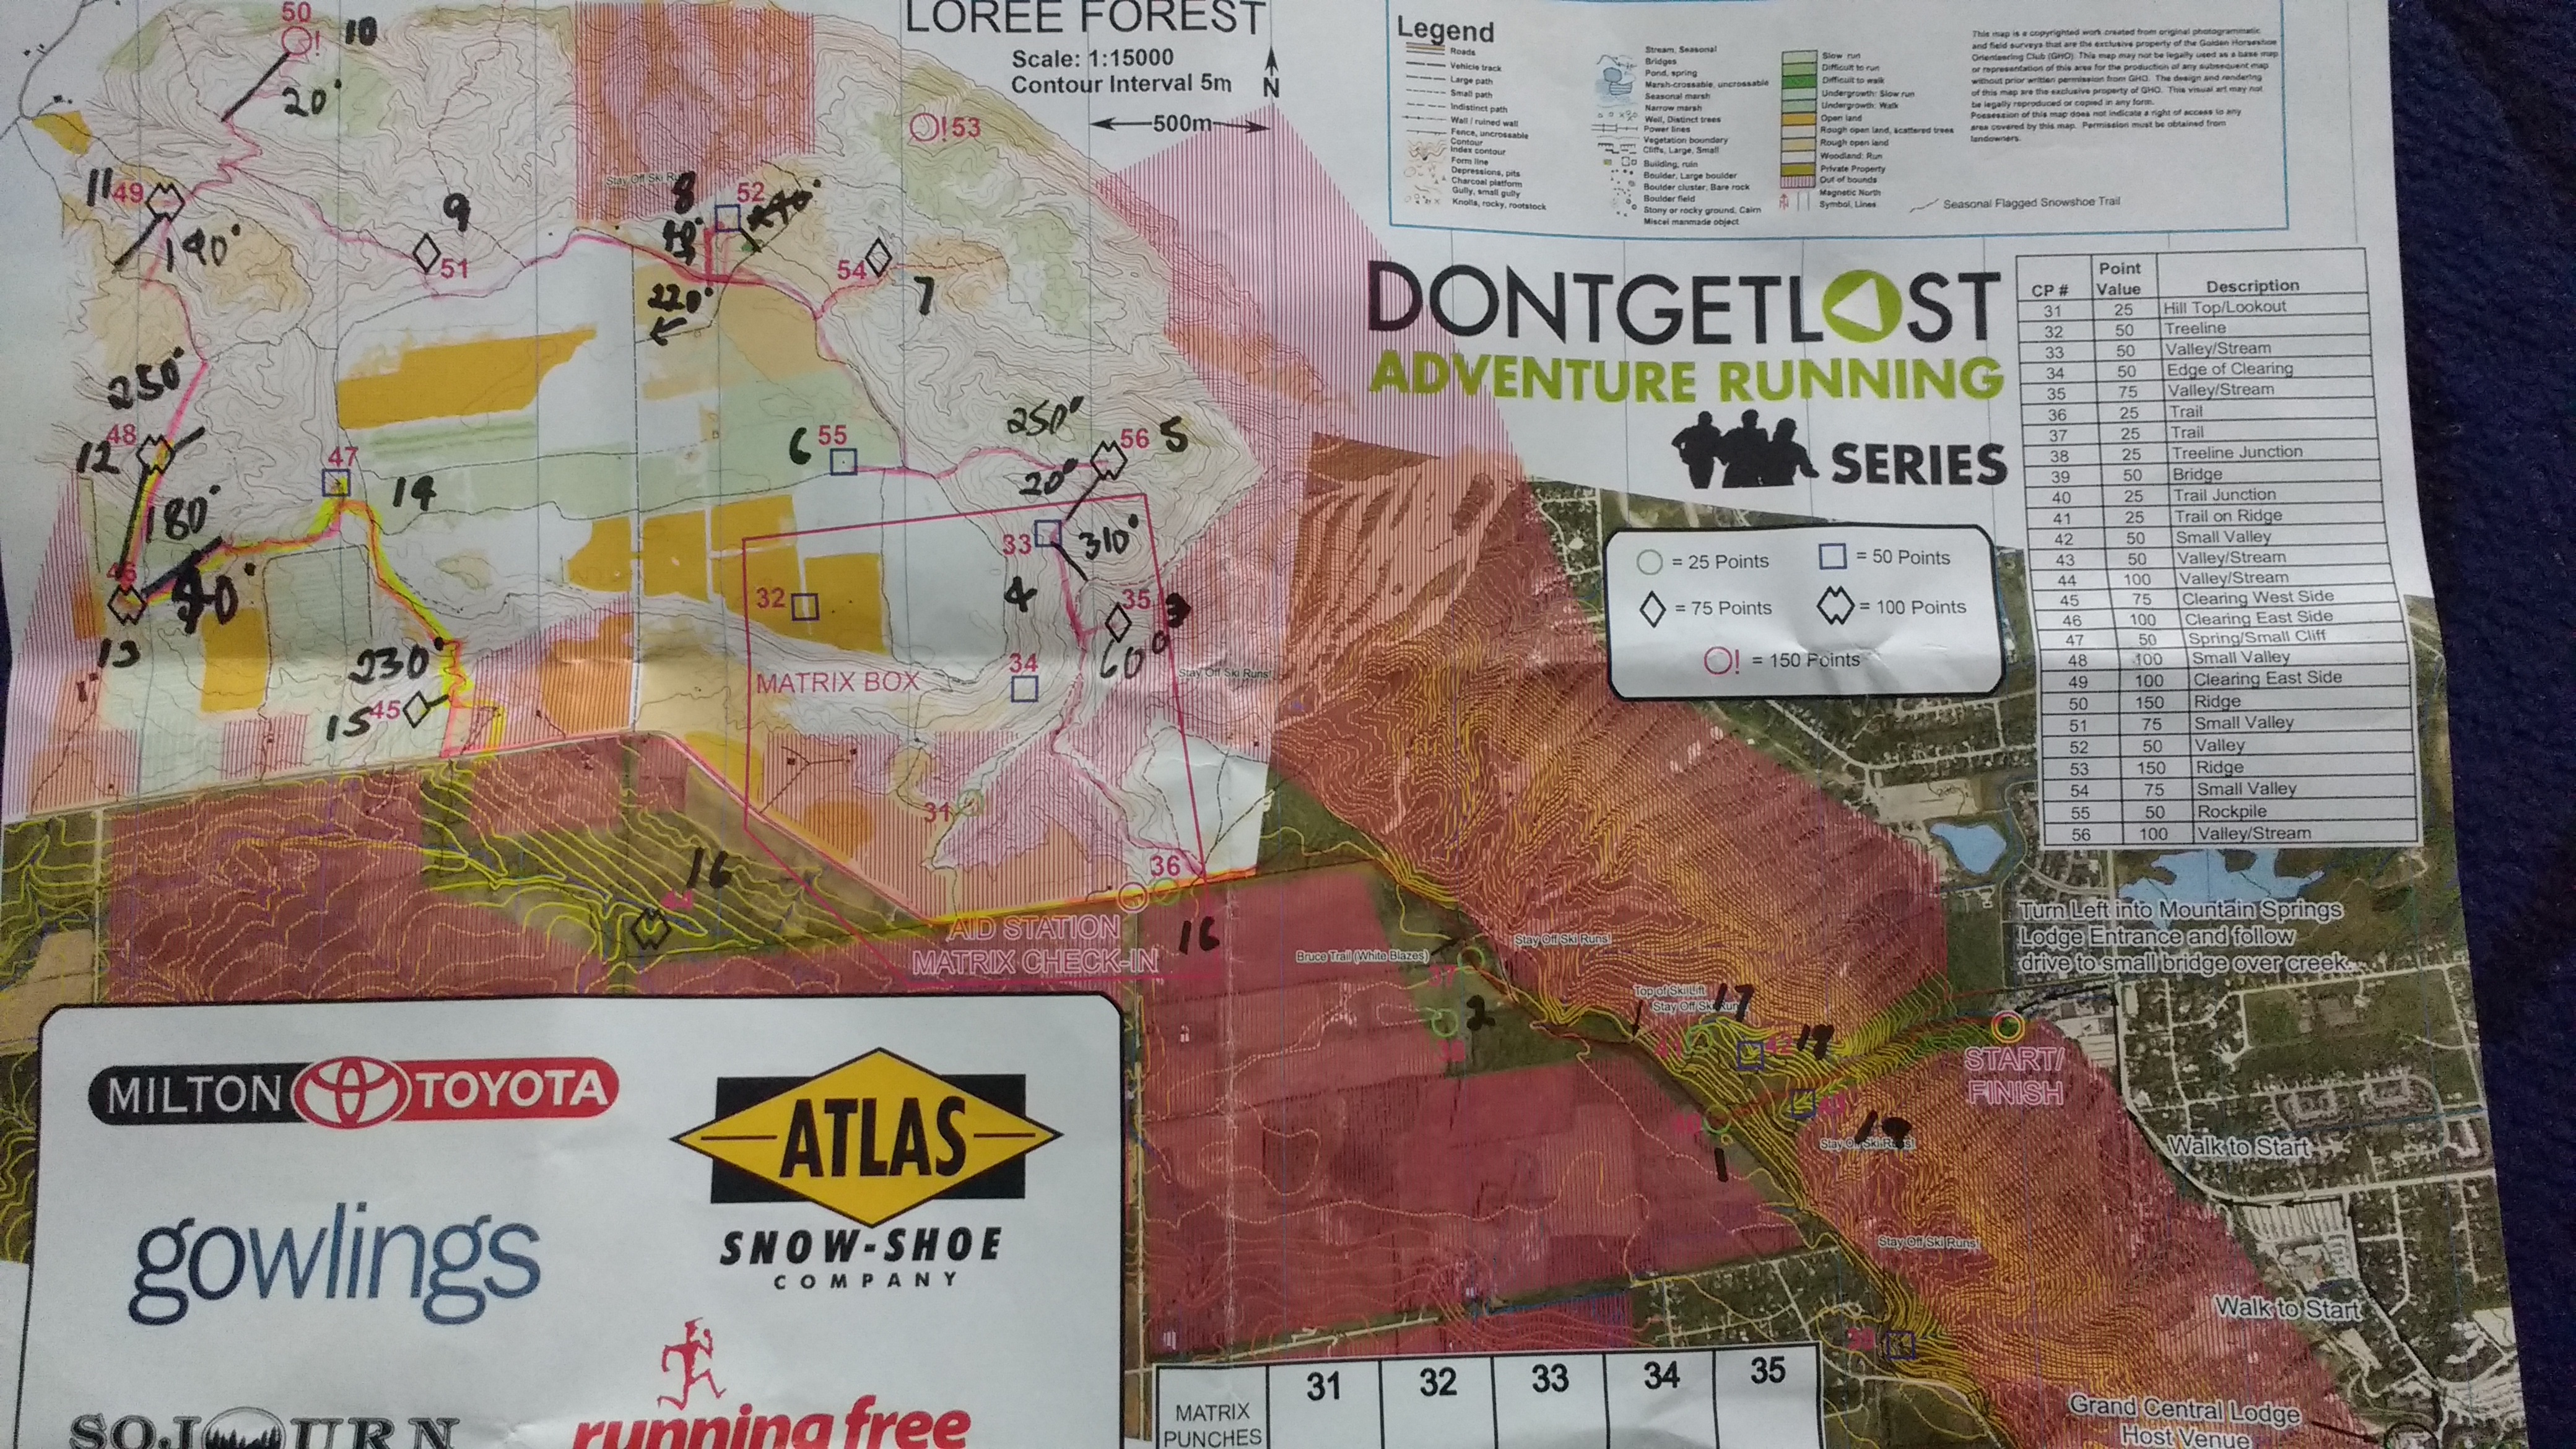 LOREE FOREST
Scale: 1:15000
Contour Interval 5m
N
500m
Legend
Roads
Vehicle track
Large path
Small path
Indistinct path
Wall / ruined wall
Fence, uncrossable
Contour
Index contour
Form line
Depressions, pits
Charcoal platform
Gully, small gully
Knolls, rocky, rootstock
Stream, Seasonal
Bridges
Pond, spring
Marsh-crossable, uncrossable
Seasonal marsh
Narrow marsh
Well, Distinct trees
Power lines
Vegetation boundary
Cliffs, Large, Small
Building, ruin
Boulder, Large boulder
Boulder cluster, Bare rock
Boulder field
Stony or rocky ground, Cairn
Miscel manmade object
Slow run
Difficult to run
Difficult to walk
Undergrowth: Slow run
Undergrowth: Walk
Open land
Rough open land, scattered trees
Rough open land
Woodland: Run
Private Property
Out of bounds
Magnetic North
Symbol, Lines
Seasonal Flagged Snowshoe Trail
This map is a copyrighted work created from original photogrammatic
and field surveys that are the exclusive property of the Golden Horseshoe
Orienteering Club (GHO). This map may not be legally used as a base map
or representation of this area for the production of any subsequent map
without prior written permission from GHO. The design and rendering
of this map are the exclusive property of GHO. This visual art may not
be legally reproduced or copied in any form.
Possession of this map does not indicate a right of access to any
area covered by this map. Permission must be obtained from
landowners.
DONTGETLOST
ADVENTURE RUNNING
SERIES
= 25 Points
= 50 Points
= 75 Points
= 100 Points
! = 150 Points
CP # Point Value Description
31 25 Hill Top/Lookout
32 50 Treeline
33 50 Valley/Stream
34 50 Edge of Clearing
35 75 Valley/Stream
36 25 Trail
37 25 Trail
38 25 Treeline Junction
39 50 Bridge
40 25 Trail Junction
41 25 Trail on Ridge
42 50 Small Valley
43 50 Valley/Stream
44 100 Valley/Stream
45 75 Clearing West Side
46 100 Clearing East Side
47 50 Spring/Small Cliff
48 100 Small Valley
49 100 Clearing East Side
50 150 Ridge
51 75 Small Valley
52 50 Valley
53 150 Ridge
54 75 Small Valley
55 50 Rockpile
56 100 Valley/Stream
50
! 10
20°
! 53
11 49
190°
9
51
Stay Off Ski Runs!
8
52
220°
54
7
250°
48
12
180°
47
14
6
55
250°
56 5
20°
33
310°
4
35 3
60°
32
34
MATRIX BOX
Stay Off Ski Runs!
46
13
230°
15 45
31
36
16
44
AID STATION
MATRIX CHECK-IN
16
Bruce Trail (White Blazes)
37
2
38
Stay Off Ski Runs!
Top of Ski Lift
Stay Off Ski Runs!
17
41
42
1
START/
FINISH
Stay Off Ski Runs!
Stay Off Ski Runs!
Turn Left into Mountain Springs
Lodge Entrance and follow
drive to small bridge over creek.
Walk to Start
Walk to Start
Grand Central Lodge
Host Venue
MILTON TOYOTA
ATLAS
SNOW-SHOE
COMPANY
gowlings
SOJOURN
running free
MATRIX
PUNCHES
31 32 33 34 35